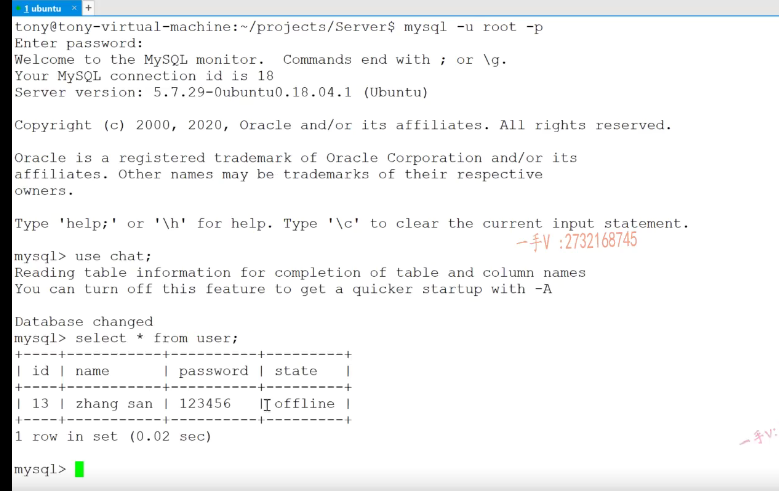 1 ubuntu × +
tony@tony-virtual-machine:~/projects/Server$ mysql -u root -p
Enter password:
Welcome to the MySQL monitor.  Commands end with ; or \g.
Your MySQL connection id is 18
Server version: 5.7.29-0ubuntu0.18.04.1 (Ubuntu)
Copyright (c) 2000, 2020, Oracle and/or its affiliates. All rights reserved.
Oracle is a registered trademark of Oracle Corporation and/or its
affiliates. Other names may be trademarks of their respective
owners.
Type 'help;' or '\h' for help. Type '\c' to clear the current input statement.
一手V :2732168745
mysql> use chat;
Reading table information for completion of table and column names
You can turn off this feature to get a quicker startup with -A
Database changed
mysql> select * from user;
+----+-----------+----------+---------+
| id | name      | password | state   |
+----+-----------+----------+---------+
| 13 | zhang san | 123456   | offline |
+----+-----------+----------+---------+
1 row in set (0.02 sec)
一手V:
mysql>